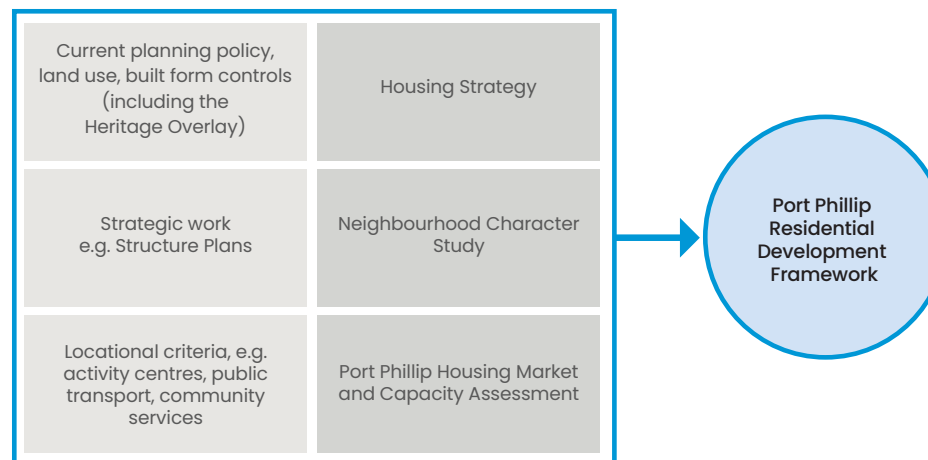 Current planning policy,
land use, built form controls
(including the
Heritage Overlay)
Housing Strategy
Strategic work
e.g. Structure Plans
Neighbourhood Character
Study
Locational criteria, e.g.
activity centres, public
transport, community
services
Port Phillip Housing Market
and Capacity Assessment
Port Phillip
Residential
Development
Framework